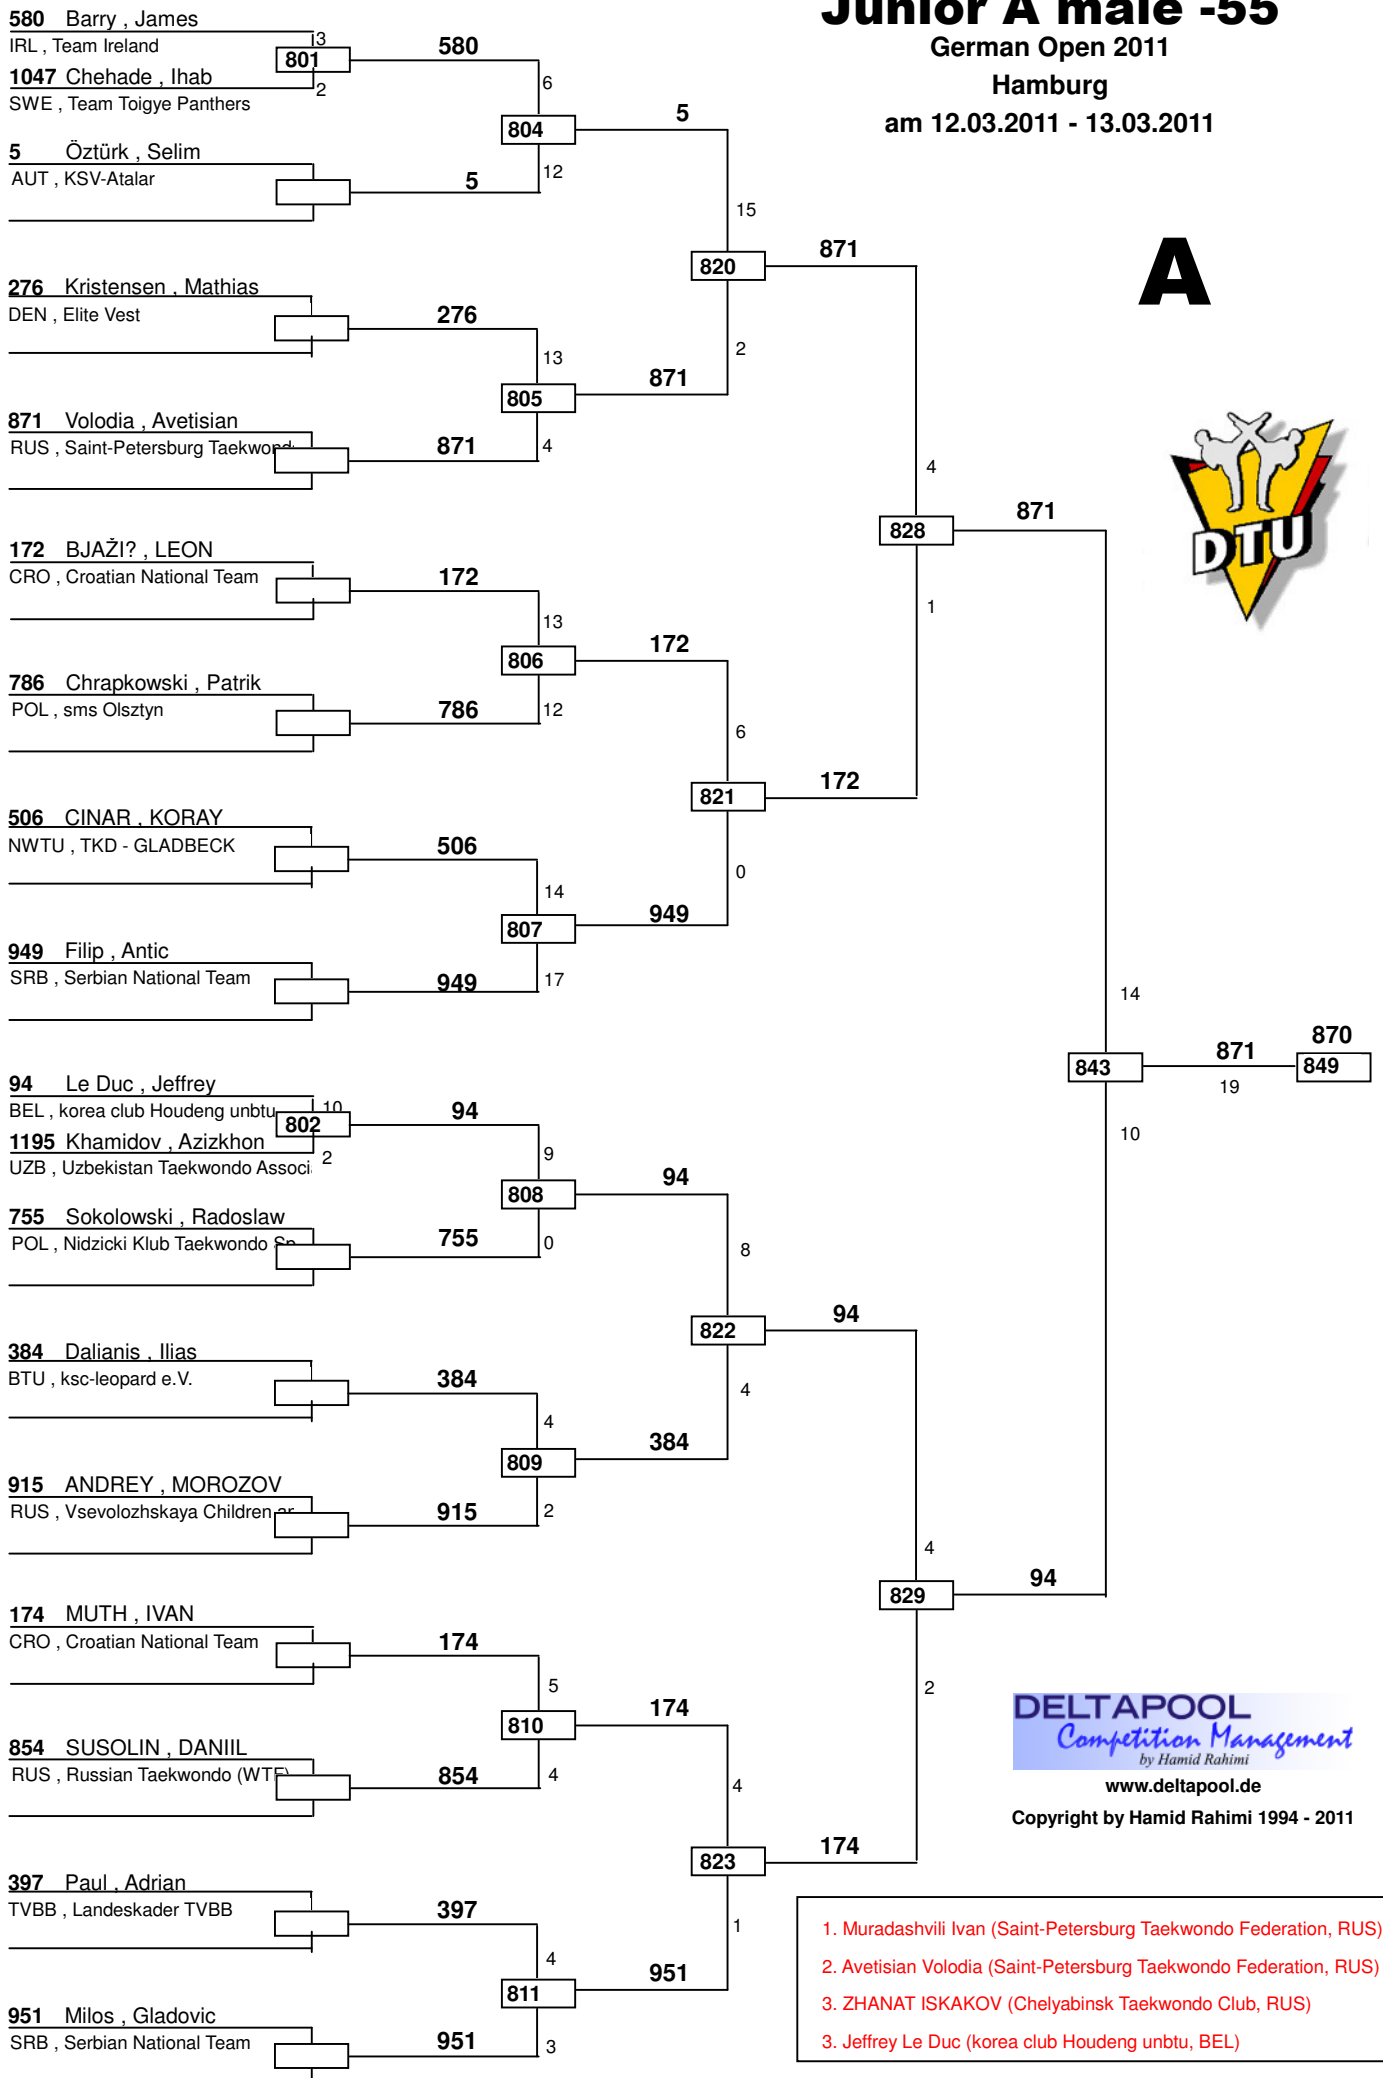 Junior A male -55
German Open 2011
Hamburg
am 12.03.2011 - 13.03.2011
A
580 Barry , James
IRL , Team Ireland
3
801
580
1047 Chehade , Ihab
2
SWE , Team Toigye Panthers
6
804
5
5 Öztürk , Selim
AUT , KSV-Atalar
5
12
15
820
871
276 Kristensen , Mathias
DEN , Elite Vest
276
13
2
805
871
871 Volodia , Avetisian
RUS , Saint-Petersburg Taekwond
871
4
4
828
871
172 BJAŽI? , LEON
CRO , Croatian National Team
172
1
13
806
172
786 Chrapkowski , Patrik
POL , sms Olsztyn
786
12
6
821
172
506 CINAR , KORAY
NWTU , TKD - GLADBECK
506
0
14
807
949
949 Filip , Antic
SRB , Serbian National Team
949
17
14
843
871
19
870
849
94 Le Duc , Jeffrey
BEL , korea club Houdeng unbtu
10
802
94
1195 Khamidov , Azizkhon
2
UZB , Uzbekistan Taekwondo Associ
10
9
808
94
755 Sokolowski , Radoslaw
POL , Nidzicki Klub Taekwondo Sp
755
0
8
822
94
384 Dalianis , Ilias
BTU , ksc-leopard e.V.
384
4
4
809
384
915 ANDREY , MOROZOV
RUS , Vsevolozhskaya Children ar
915
2
4
829
94
174 MUTH , IVAN
CRO , Croatian National Team
174
2
5
810
174
854 SUSOLIN , DANIIL
RUS , Russian Taekwondo (WTF)
854
4
4
823
174
397 Paul , Adrian
TVBB , Landeskader TVBB
397
1
4
811
951
951 Milos , Gladovic
SRB , Serbian National Team
951
3
DTU
DELTAPOOL
Competition Management
by Hamid Rahimi
www.deltapool.de
Copyright by Hamid Rahimi 1994 - 2011
1. Muradashvili Ivan (Saint-Petersburg Taekwondo Federation, RUS)
2. Avetisian Volodia (Saint-Petersburg Taekwondo Federation, RUS)
3. ZHANAT ISKAKOV (Chelyabinsk Taekwondo Club, RUS)
3. Jeffrey Le Duc (korea club Houdeng unbtu, BEL)